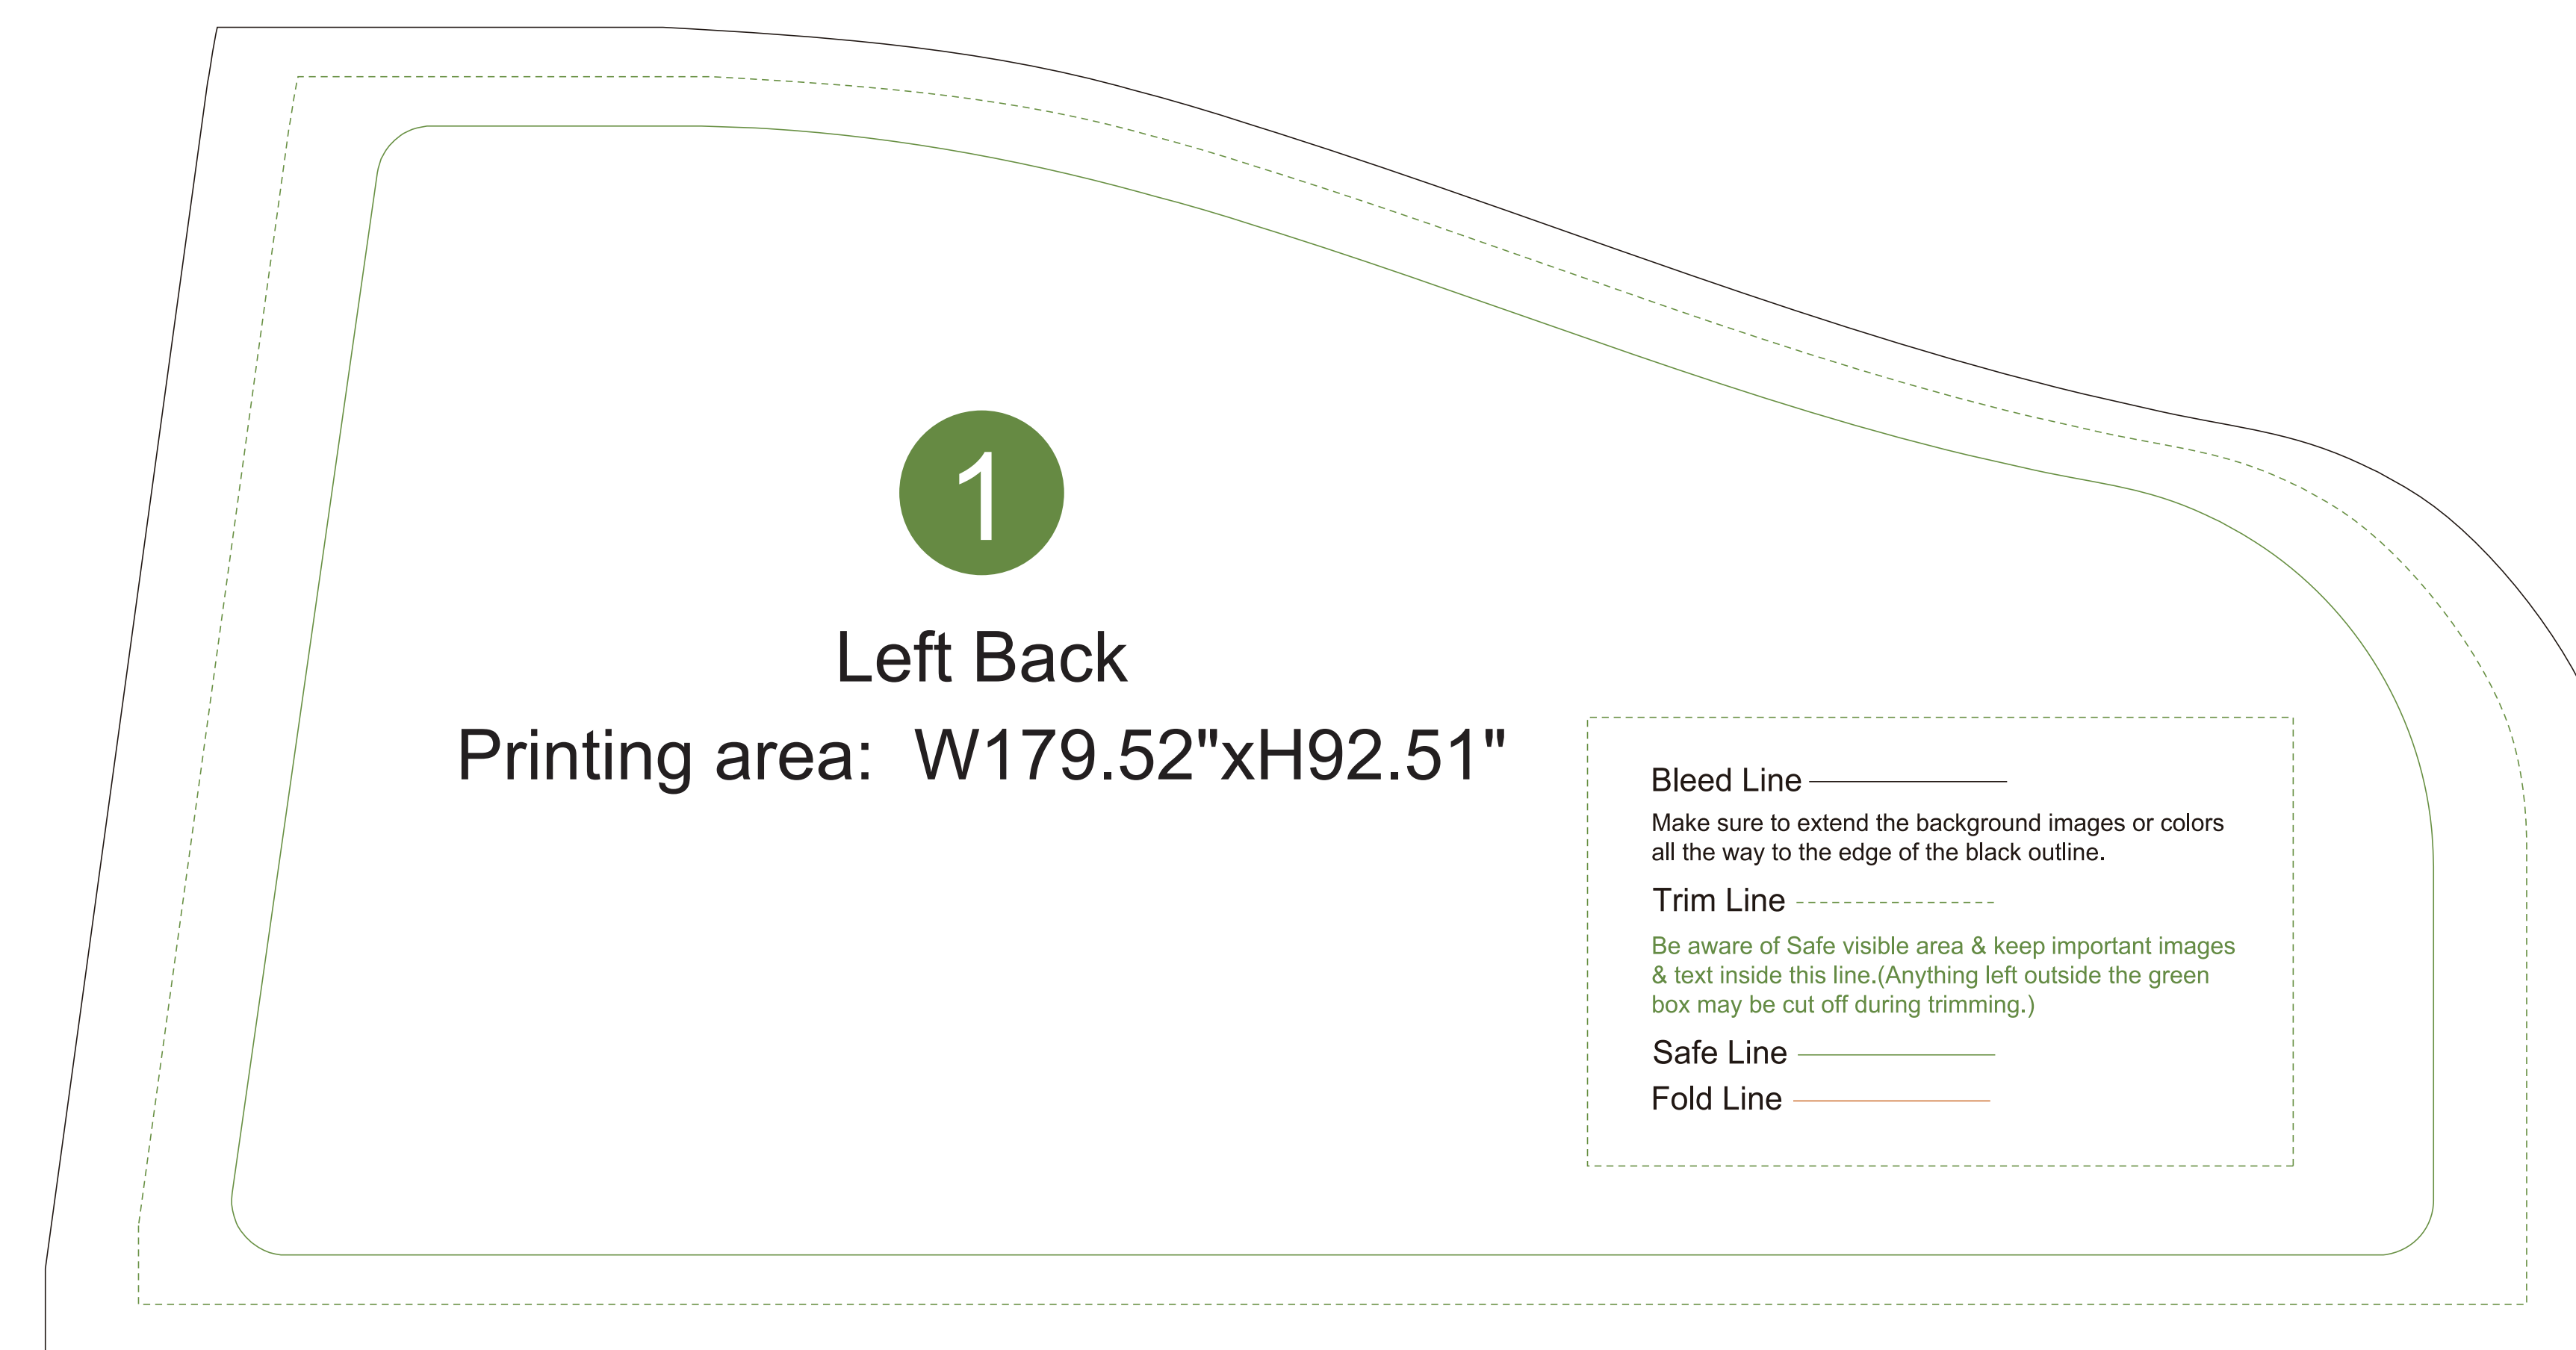 1
Left Back
Printing area: W179.52"xH92.51"
Bleed Line
Make sure to extend the background images or colors
all the way to the edge of the black outline.
Trim Line
Be aware of Safe visible area & keep important images
& text inside this line.(Anything left outside the green
box may be cut off during trimming.)
Safe Line
Fold Line